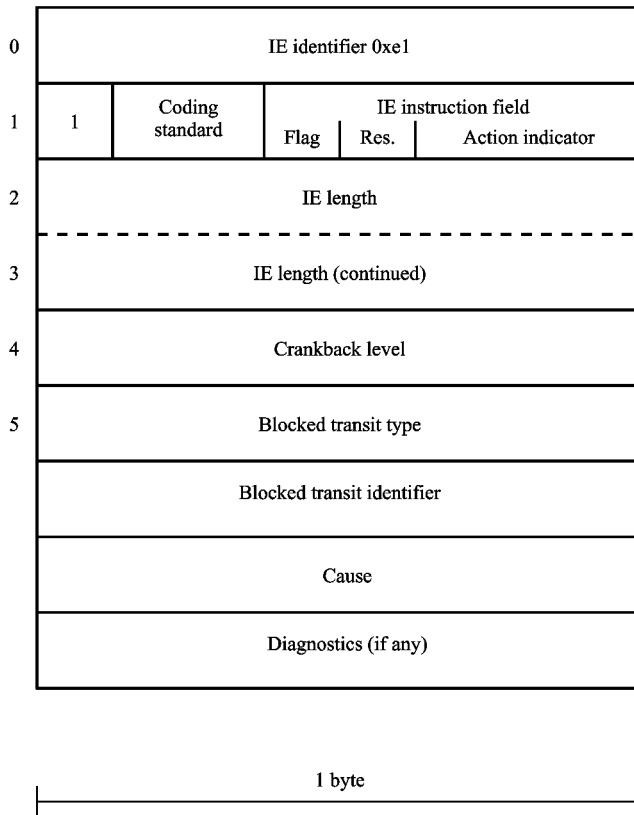 0
IE identifier 0xe1
1
1
Coding
standard
IE instruction field
Flag
Res.
Action indicator
2
IE length
3
IE length (continued)
4
Crankback level
5
Blocked transit type
Blocked transit identifier
Cause
Diagnostics (if any)
1 byte